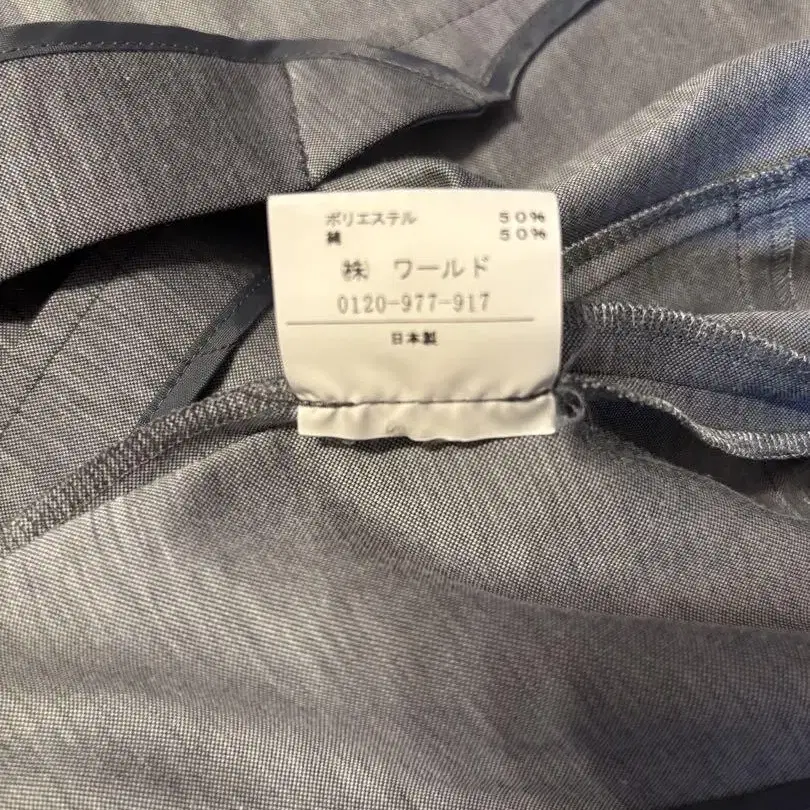 ポリエステル 50%
綿 50%
㈱ ワールド
0120-977-917
日本製